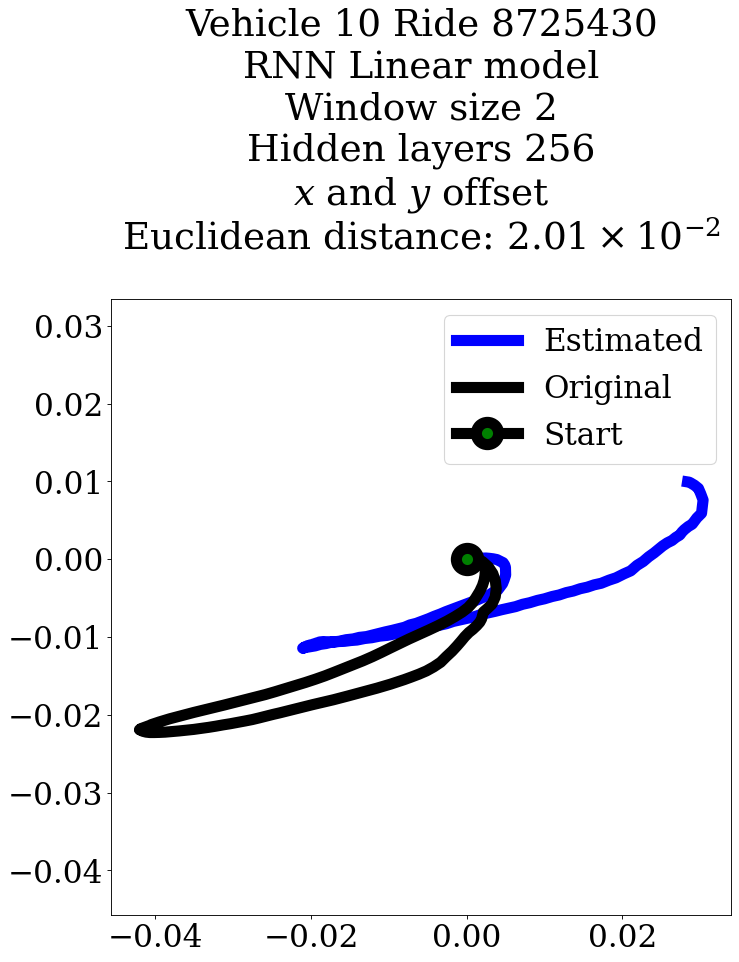 Vehicle 10 Ride 8725430
RNN Linear model
Window size 2
Hidden layers 256
x and y offset
Euclidean distance: 2.01 × 10⁻²
Estimated
Original
Start
0.03
0.02
0.01
0.00
−0.01
−0.02
−0.03
−0.04
−0.04 −0.02 0.00 0.02